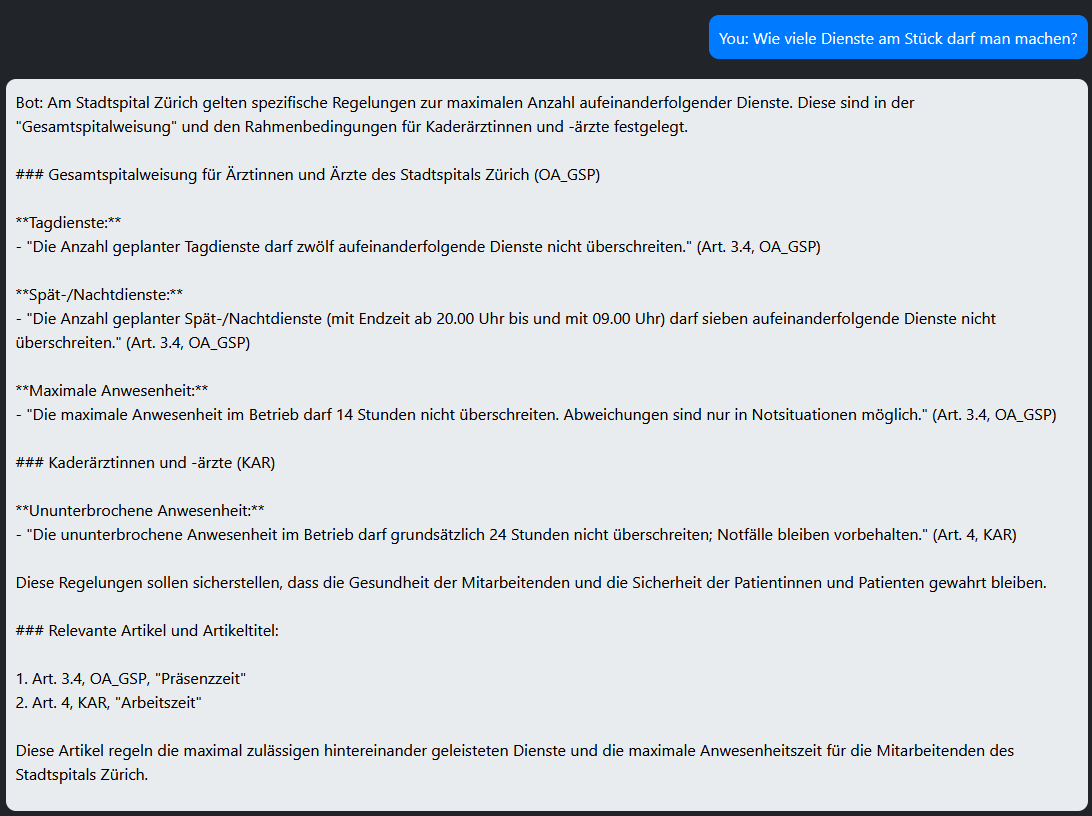 You: Wie viele Dienste am Stück darf man machen?
Bot: Am Stadtspital Zürich gelten spezifische Regelungen zur maximalen Anzahl aufeinanderfolgender Dienste. Diese sind in der
"Gesamtspitalweisung" und den Rahmenbedingungen für Kaderärztinnen und -ärzte festgelegt.
### Gesamtspitalweisung für Ärztinnen und Ärzte des Stadtspitals Zürich (OA_GSP)
**Tagdienste:**
- "Die Anzahl geplanter Tagdienste darf zwölf aufeinanderfolgende Dienste nicht überschreiten." (Art. 3.4, OA_GSP)
**Spät-/Nachtdienste:**
- "Die Anzahl geplanter Spät-/Nachtdienste (mit Endzeit ab 20.00 Uhr bis und mit 09.00 Uhr) darf sieben aufeinanderfolgende Dienste nicht
überschreiten." (Art. 3.4, OA_GSP)
**Maximale Anwesenheit:**
- "Die maximale Anwesenheit im Betrieb darf 14 Stunden nicht überschreiten. Abweichungen sind nur in Notsituationen möglich." (Art. 3.4, OA_GSP)
### Kaderärztinnen und -ärzte (KAR)
**Ununterbrochene Anwesenheit:**
- "Die ununterbrochene Anwesenheit im Betrieb darf grundsätzlich 24 Stunden nicht überschreiten; Notfälle bleiben vorbehalten." (Art. 4, KAR)
Diese Regelungen sollen sicherstellen, dass die Gesundheit der Mitarbeitenden und die Sicherheit der Patientinnen und Patienten gewahrt bleiben.
### Relevante Artikel und Artikeltitel:
1. Art. 3.4, OA_GSP, "Präsenzzeit"
2. Art. 4, KAR, "Arbeitszeit"
Diese Artikel regeln die maximal zulässigen hintereinander geleisteten Dienste und die maximale Anwesenheitszeit für die Mitarbeitenden des
Stadtspitals Zürich.